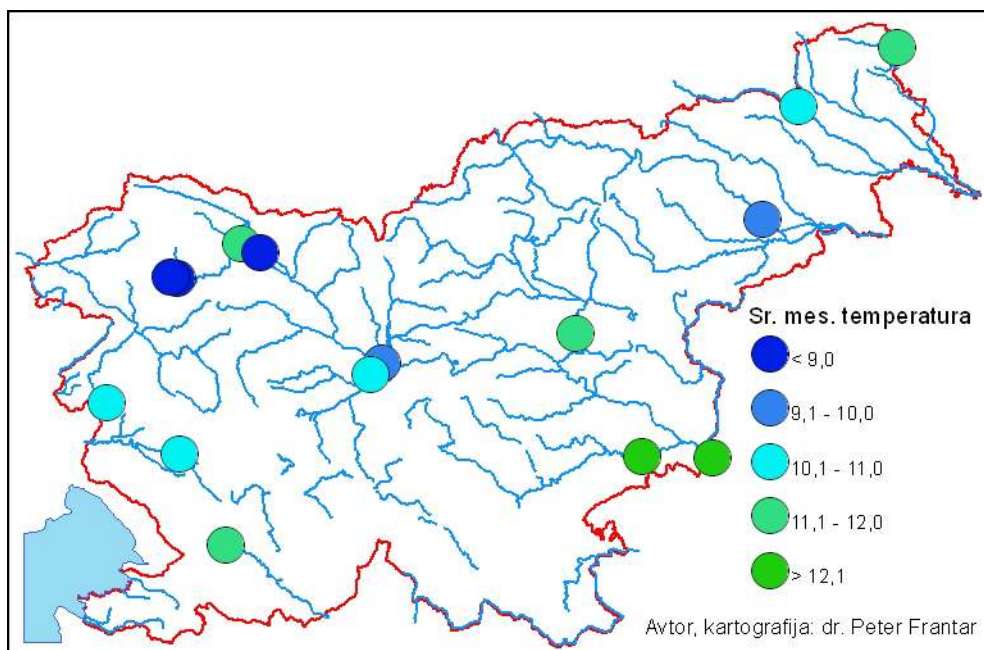 Sr. mes. temperatura
< 9,0
9,1 - 10,0
10,1 - 11,0
11,1 - 12,0
> 12,1
Avtor, kartografija: dr. Peter Frantar